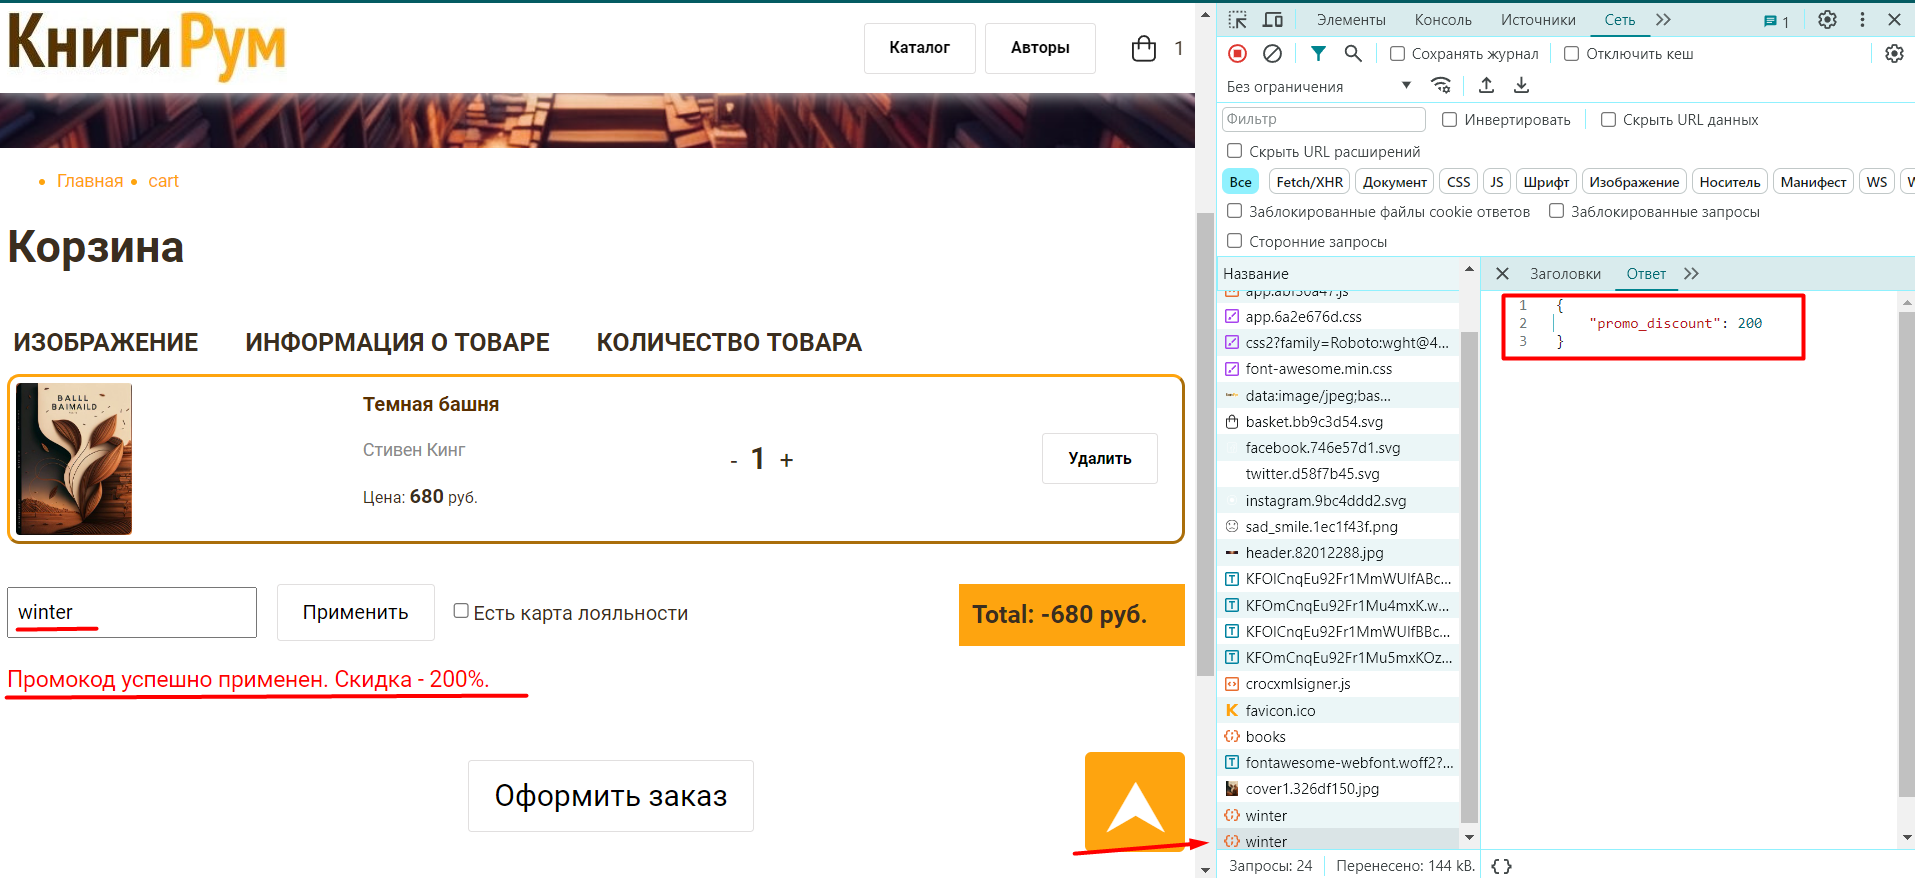 КнигиРум
Каталог
Авторы
1
Главная
cart
Корзина
ИЗОБРАЖЕНИЕ
ИНФОРМАЦИЯ О ТОВАРЕ
КОЛИЧЕСТВО ТОВАРА
BALLL
BAIMAILD
Темная башня
Стивен Кинг
Цена: 680 руб.
- 1 +
Удалить
winter
Применить
Есть карта лояльности
Total: -680 руб.
Промокод успешно применен. Скидка - 200%.
Оформить заказ
Элементы
Консоль
Источники
Сеть
1
Сохранять журнал
Отключить кеш
Без ограничения
Фильтр
Инвертировать
Скрыть URL данных
Скрыть URL расширений
Все
Fetch/XHR
Документ
CSS
JS
Шрифт
Изображение
Носитель
Манифест
WS
Заблокированные файлы cookie ответов
Заблокированные запросы
Сторонние запросы
Название
app.abf30a47.js
app.6a2e676d.css
css2?family=Roboto:wght@4...
font-awesome.min.css
data:image/jpeg;bas...
basket.bb9c3d54.svg
facebook.746e57d1.svg
twitter.d58f7b45.svg
instagram.9bc4ddd2.svg
sad_smile.1ec1f43f.png
header.82012288.jpg
KFOlCnqEu92Fr1MmWUlfABc...
KFOmCnqEu92Fr1Mu4mxK.w...
KFOlCnqEu92Fr1MmWUlfBBc...
KFOmCnqEu92Fr1Mu5mxKOz...
crocxmlsigner.js
favicon.ico
books
fontawesome-webfont.woff2?...
cover1.326df150.jpg
winter
winter
Заголовки
Ответ
1 {
2 "promo_discount": 200
3 }
Запросы: 24
Перенесено: 144 kB.
{ }